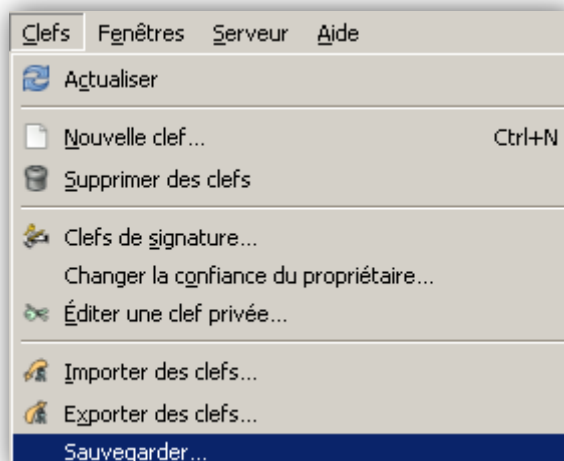 Clefs Fenêtres Serveur Aide
Actualiser
Nouvelle clef... Ctrl+N
Supprimer des clefs
Clefs de signature...
Changer la confiance du propriétaire...
Éditer une clef privée...
Importer des clefs...
Exporter des clefs...
Sauvegarder...